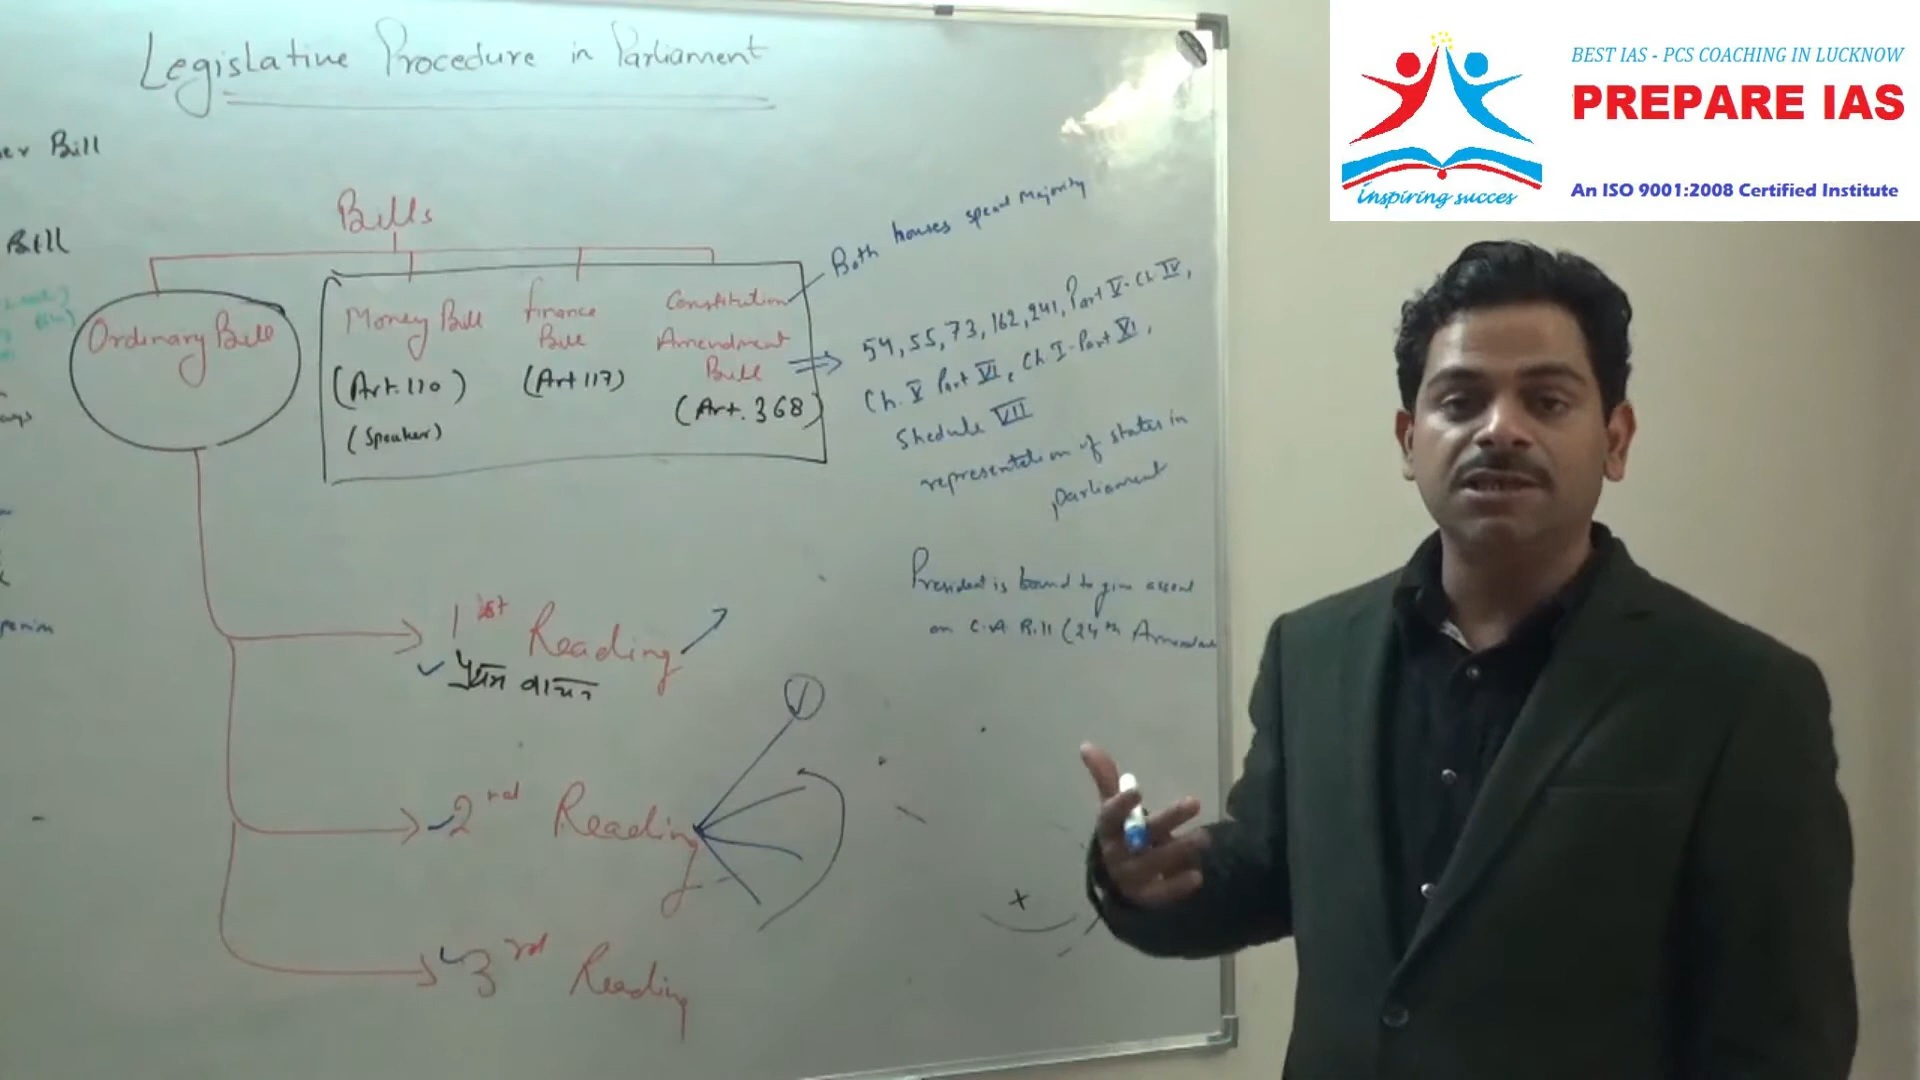 Legislative Procedure in Parliament
Bill
Bill
Bills
Ordinary Bill
Money Bill
(Art. 110)
(Speaker)
finance
Bill
(Art 117)
Constitution
Amendment
Bill
(Art. 368)
Both houses special Majority
54, 55, 73, 162, 241, Part V-Ch IV,
Ch. V Part VI, Ch I-Part XI,
Shedule VII
representation of states in
parliament
President is bound to give assent
on C.A Bill (24th
1st Reading
वाचन
2nd Reading
3rd Reading
BEST IAS - PCS COACHING IN LUCKNOW
PREPARE IAS
An ISO 9001:2008 Certified Institute
inspiring succes